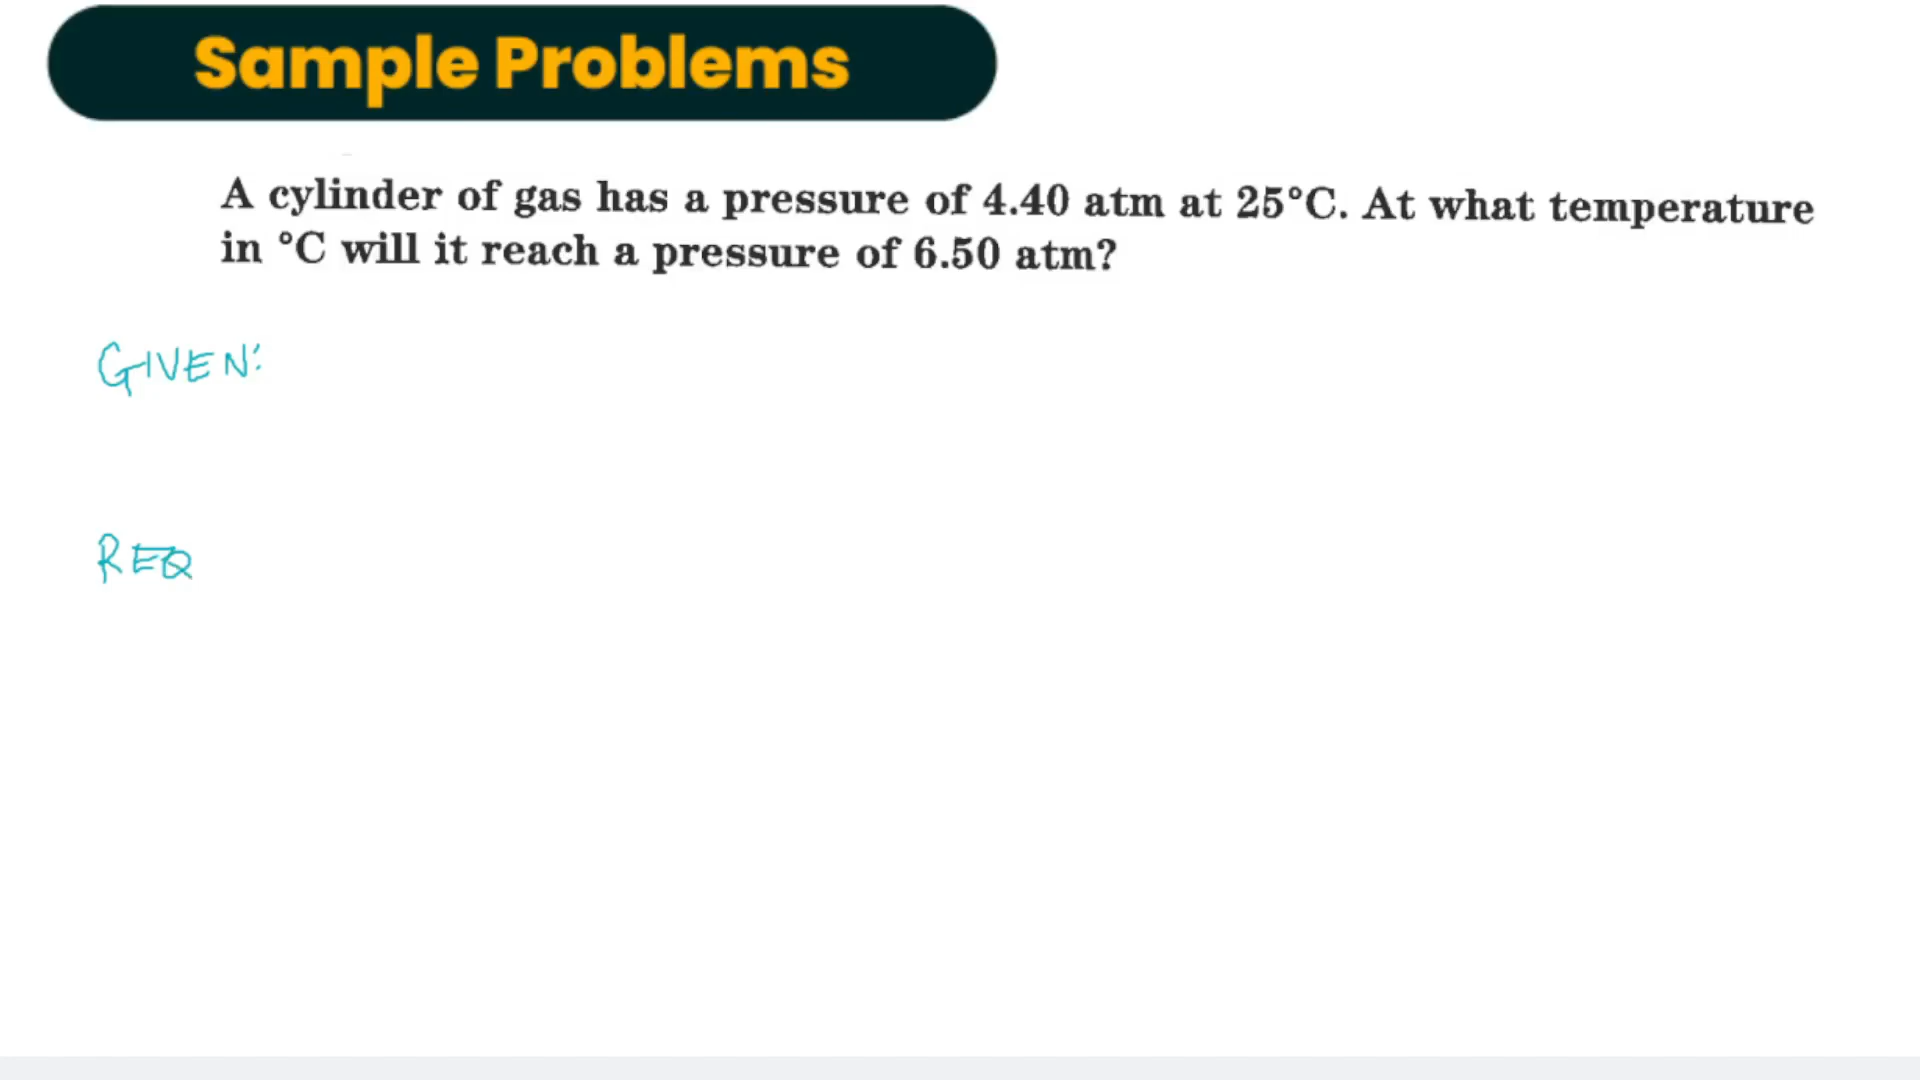 Sample Problems
A cylinder of gas has a pressure of 4.40 atm at 25°C. At what temperature
in °C will it reach a pressure of 6.50 atm?
GIVEN:
REQ